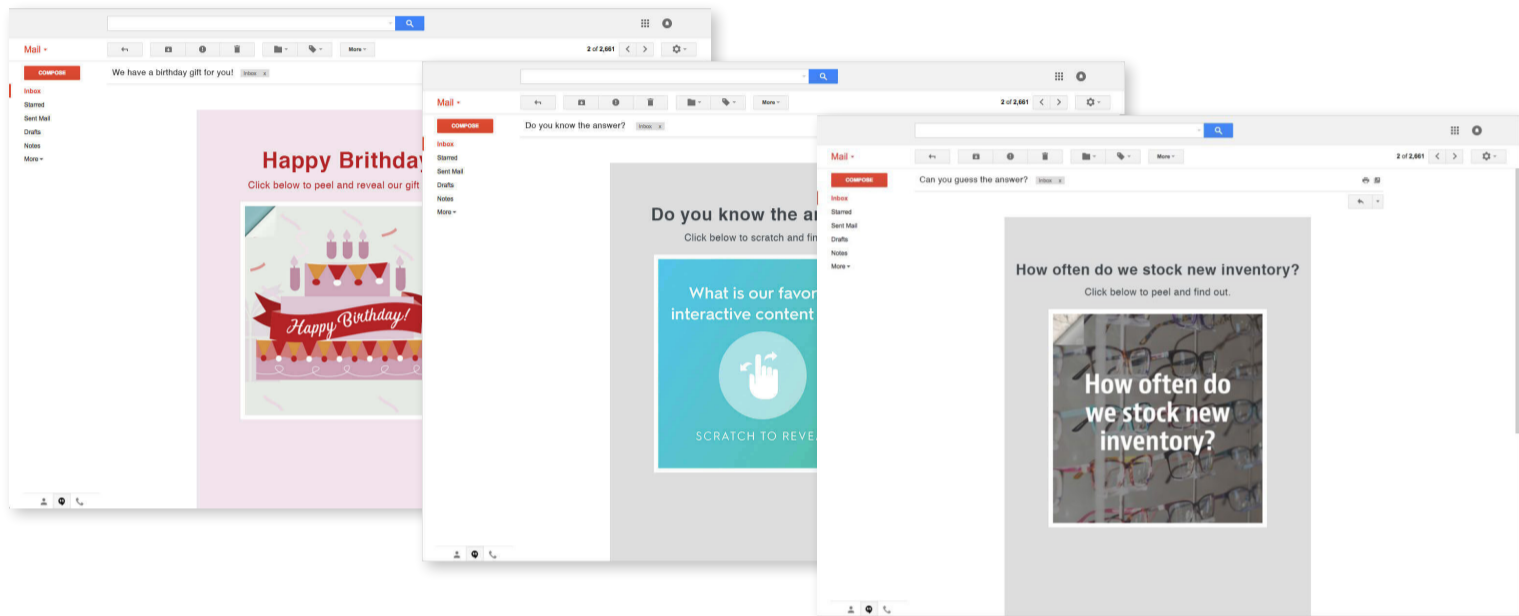 Mail
More
2 of 2,661
COMPOSE
We have a birthday gift for you!
Inbox x
Inbox
Starred
Sent Mail
Drafts
Notes
More
Happy Brithday
Click below to peel and reveal our gift
Happy Birthday!
Mail
More
2 of 2,661
COMPOSE
Do you know the answer?
Inbox x
Inbox
Starred
Sent Mail
Drafts
Notes
More
Do you know the a
Click below to scratch and fin
What is our favor
interactive content
SCRATCH TO REVE
Mail
More
2 of 2,661
COMPOSE
Can you guess the answer?
Inbox x
Inbox
Starred
Sent Mail
Drafts
Notes
More
How often do we stock new inventory?
Click below to peel and find out.
How often do
we stock new
inventory?